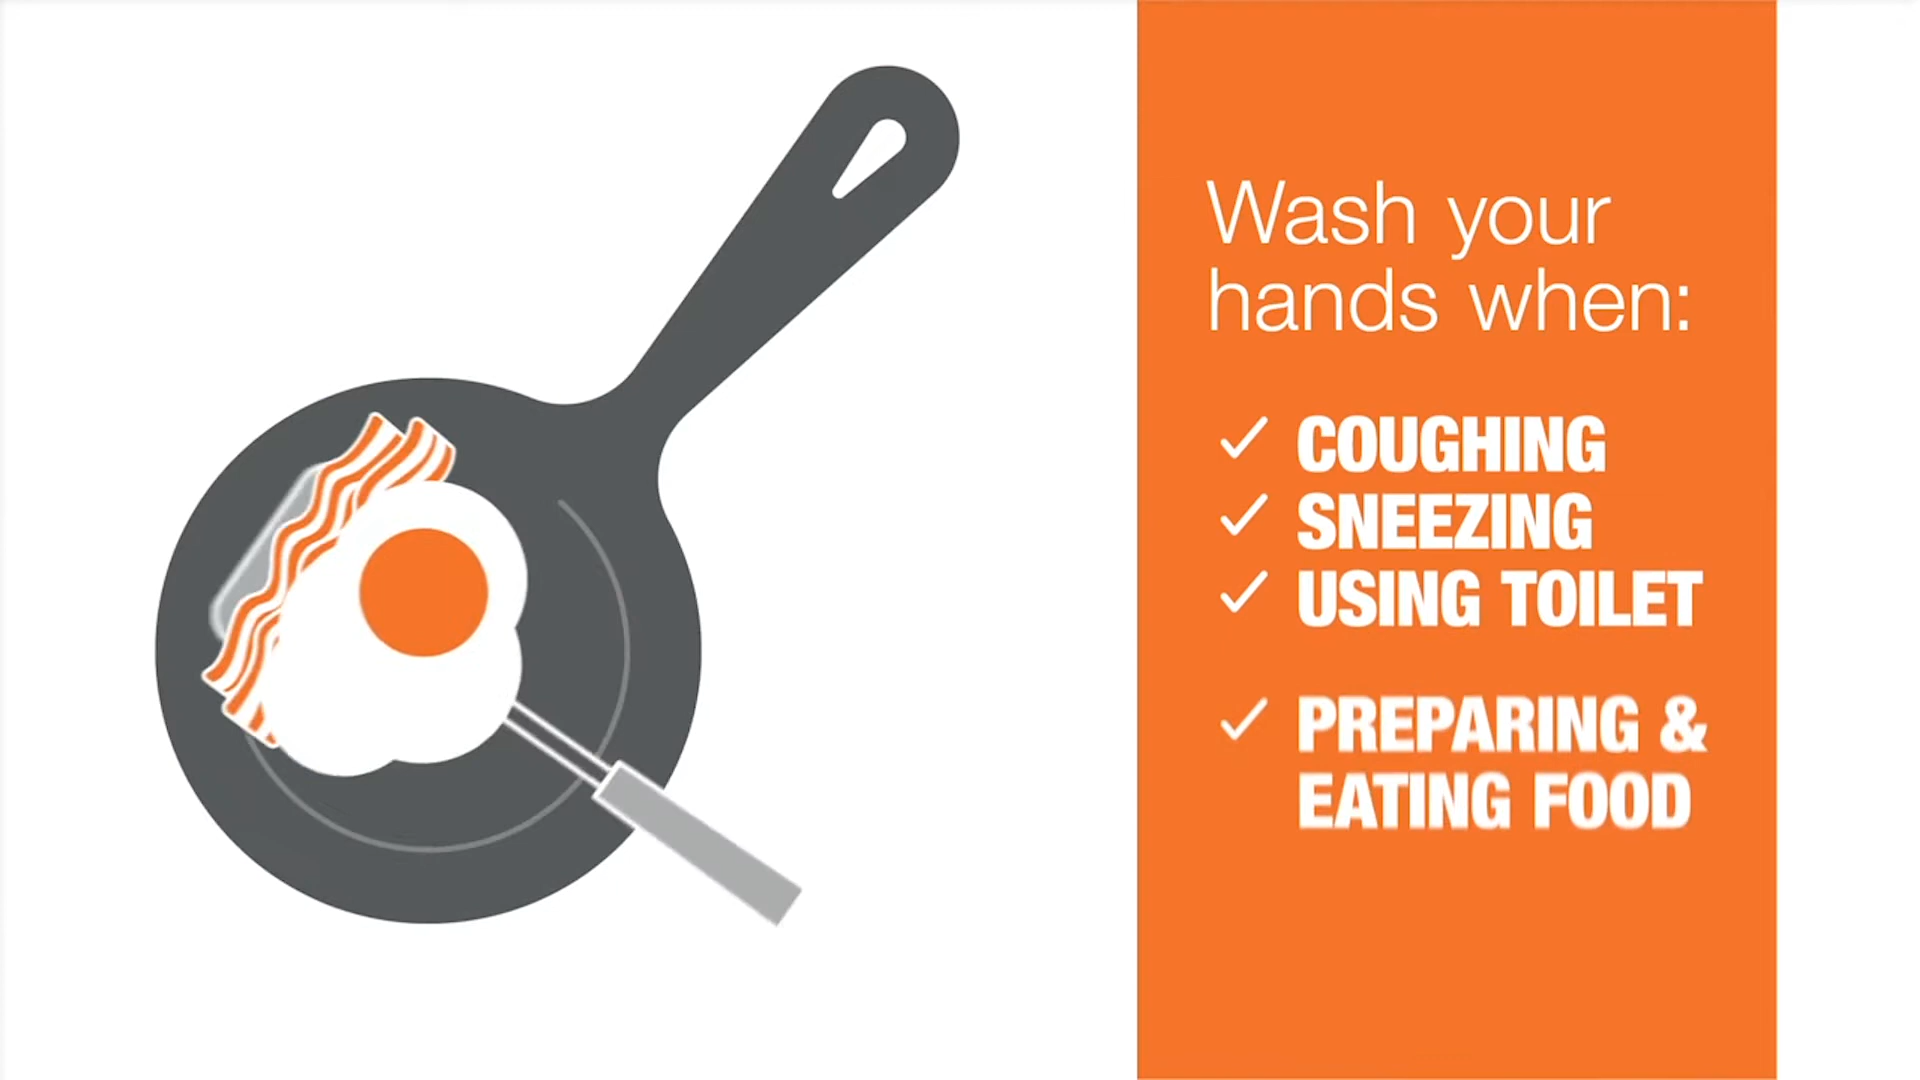 Wash your
hands when:
COUGHING
SNEEZING
USING TOILET
PREPARING &
EATING FOOD